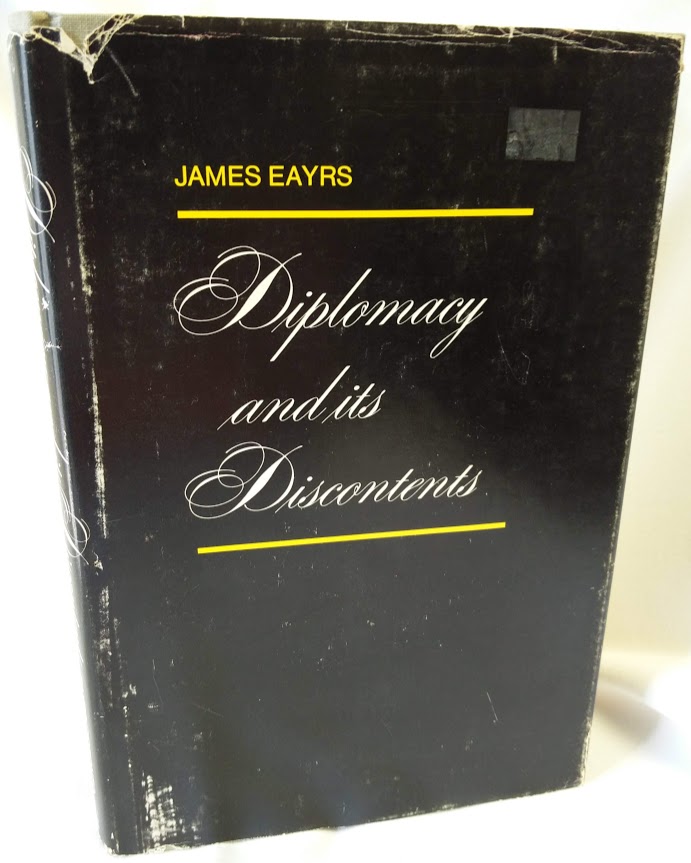 JAMES EAYRS
Diplomacy
and its
Discontents